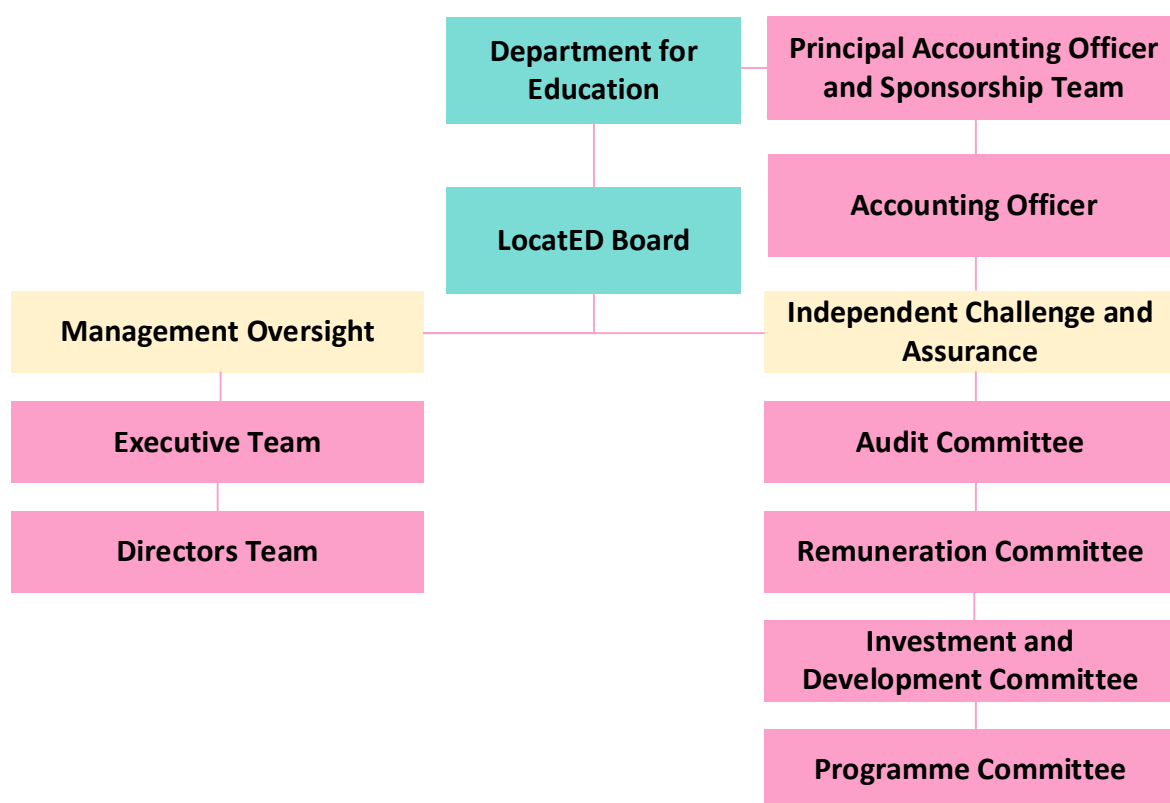 Department for
Education
Principal Accounting Officer
and Sponsorship Team
Accounting Officer
LocatED Board
Management Oversight
Independent Challenge and
Assurance
Executive Team
Audit Committee
Directors Team
Remuneration Committee
Investment and
Development Committee
Programme Committee